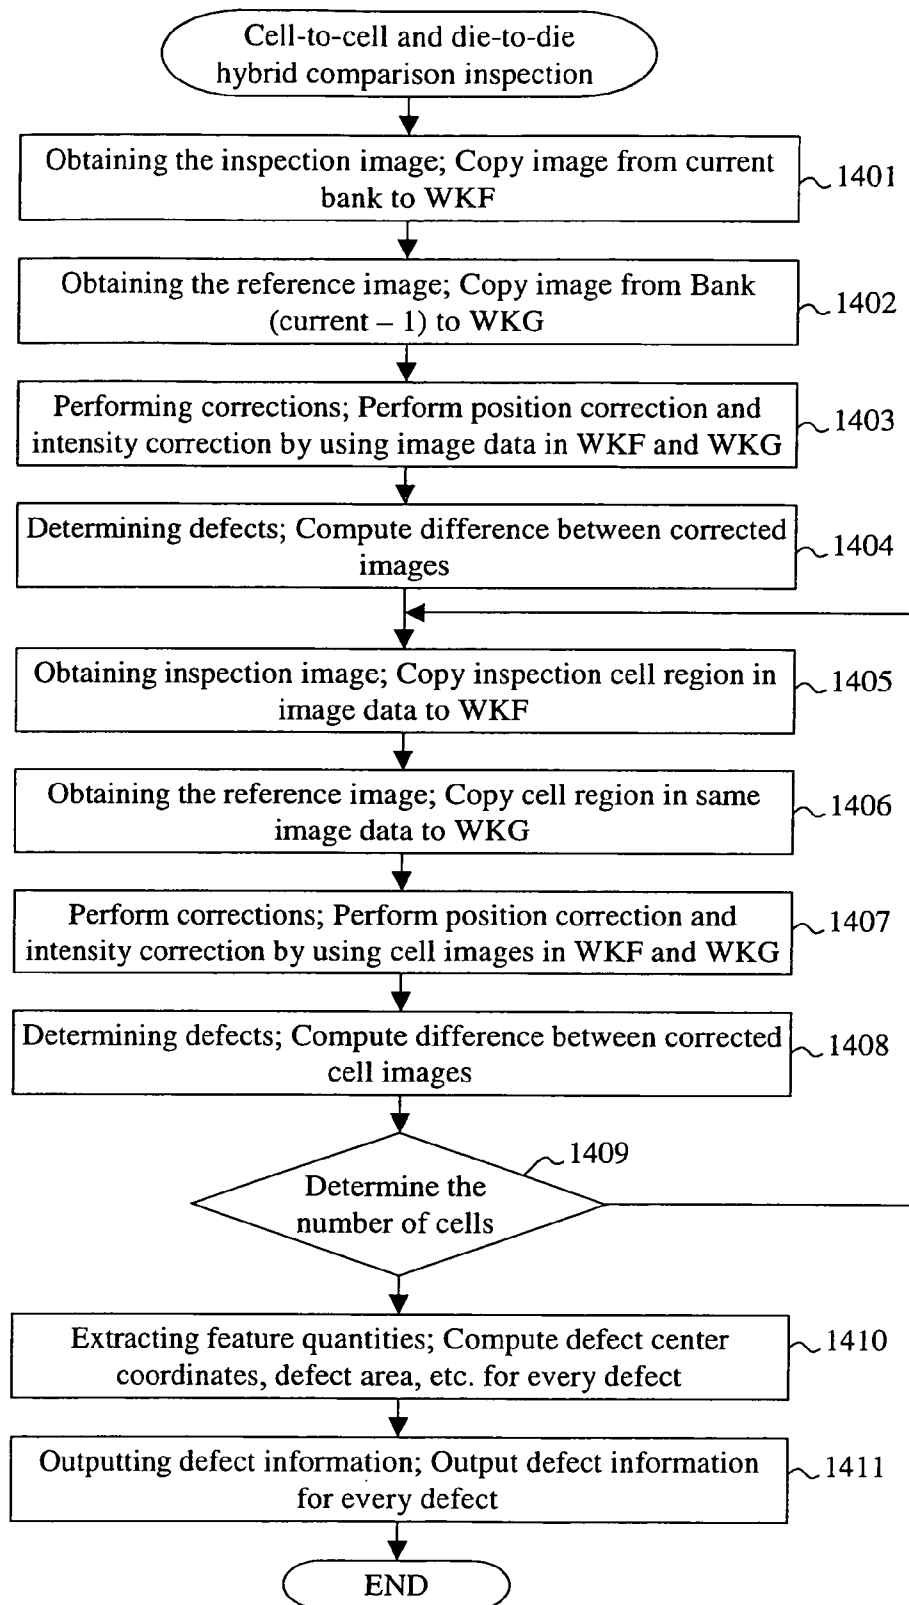 Cell-to-cell and die-to-die
hybrid comparison inspection
Obtaining the inspection image; Copy image from current
bank to WKF
1401
Obtaining the reference image; Copy image from Bank
(current – 1) to WKG
1402
Performing corrections; Perform position correction and
intensity correction by using image data in WKF and WKG
1403
Determining defects; Compute difference between corrected
images
1404
Obtaining inspection image; Copy inspection cell region in
image data to WKF
1405
Obtaining the reference image; Copy cell region in same
image data to WKG
1406
Perform corrections; Perform position correction and
intensity correction by using cell images in WKF and WKG
1407
Determining defects; Compute difference between corrected
cell images
1408
1409
Determine the
number of cells
Extracting feature quantities; Compute defect center
coordinates, defect area, etc. for every defect
1410
Outputting defect information; Output defect information
for every defect
1411
END